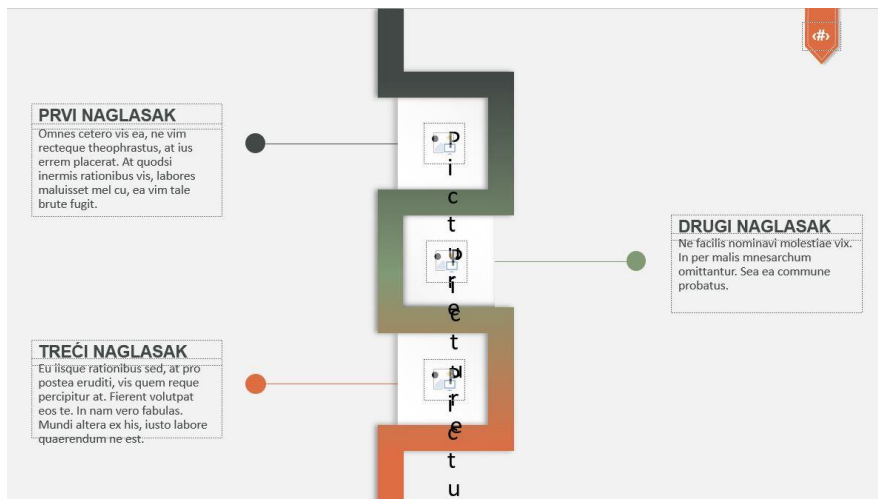 ‹#›
PRVI NAGLASAK
Omnes cetero vis ea, ne vim
recteque theophrastus, at ius
errem placerat. At quodsi
inermis rationibus vis, labores
maluisset mel cu, ea vim tale
brute fugit.
Picture
DRUGI NAGLASAK
Ne facilis nominavi molestiae vix.
In per malis mnesarchum
omittantur. Sea ea commune
probatus.
Picture
TREĆI NAGLASAK
Eu iisque rationibus sed, at pro
postea eruditi, vis quem reque
percipitur at. Fierent volutpat
eos te. In nam vero fabulas.
Mundi altera ex his, iusto labore
quaerendum ne est.
Pictu